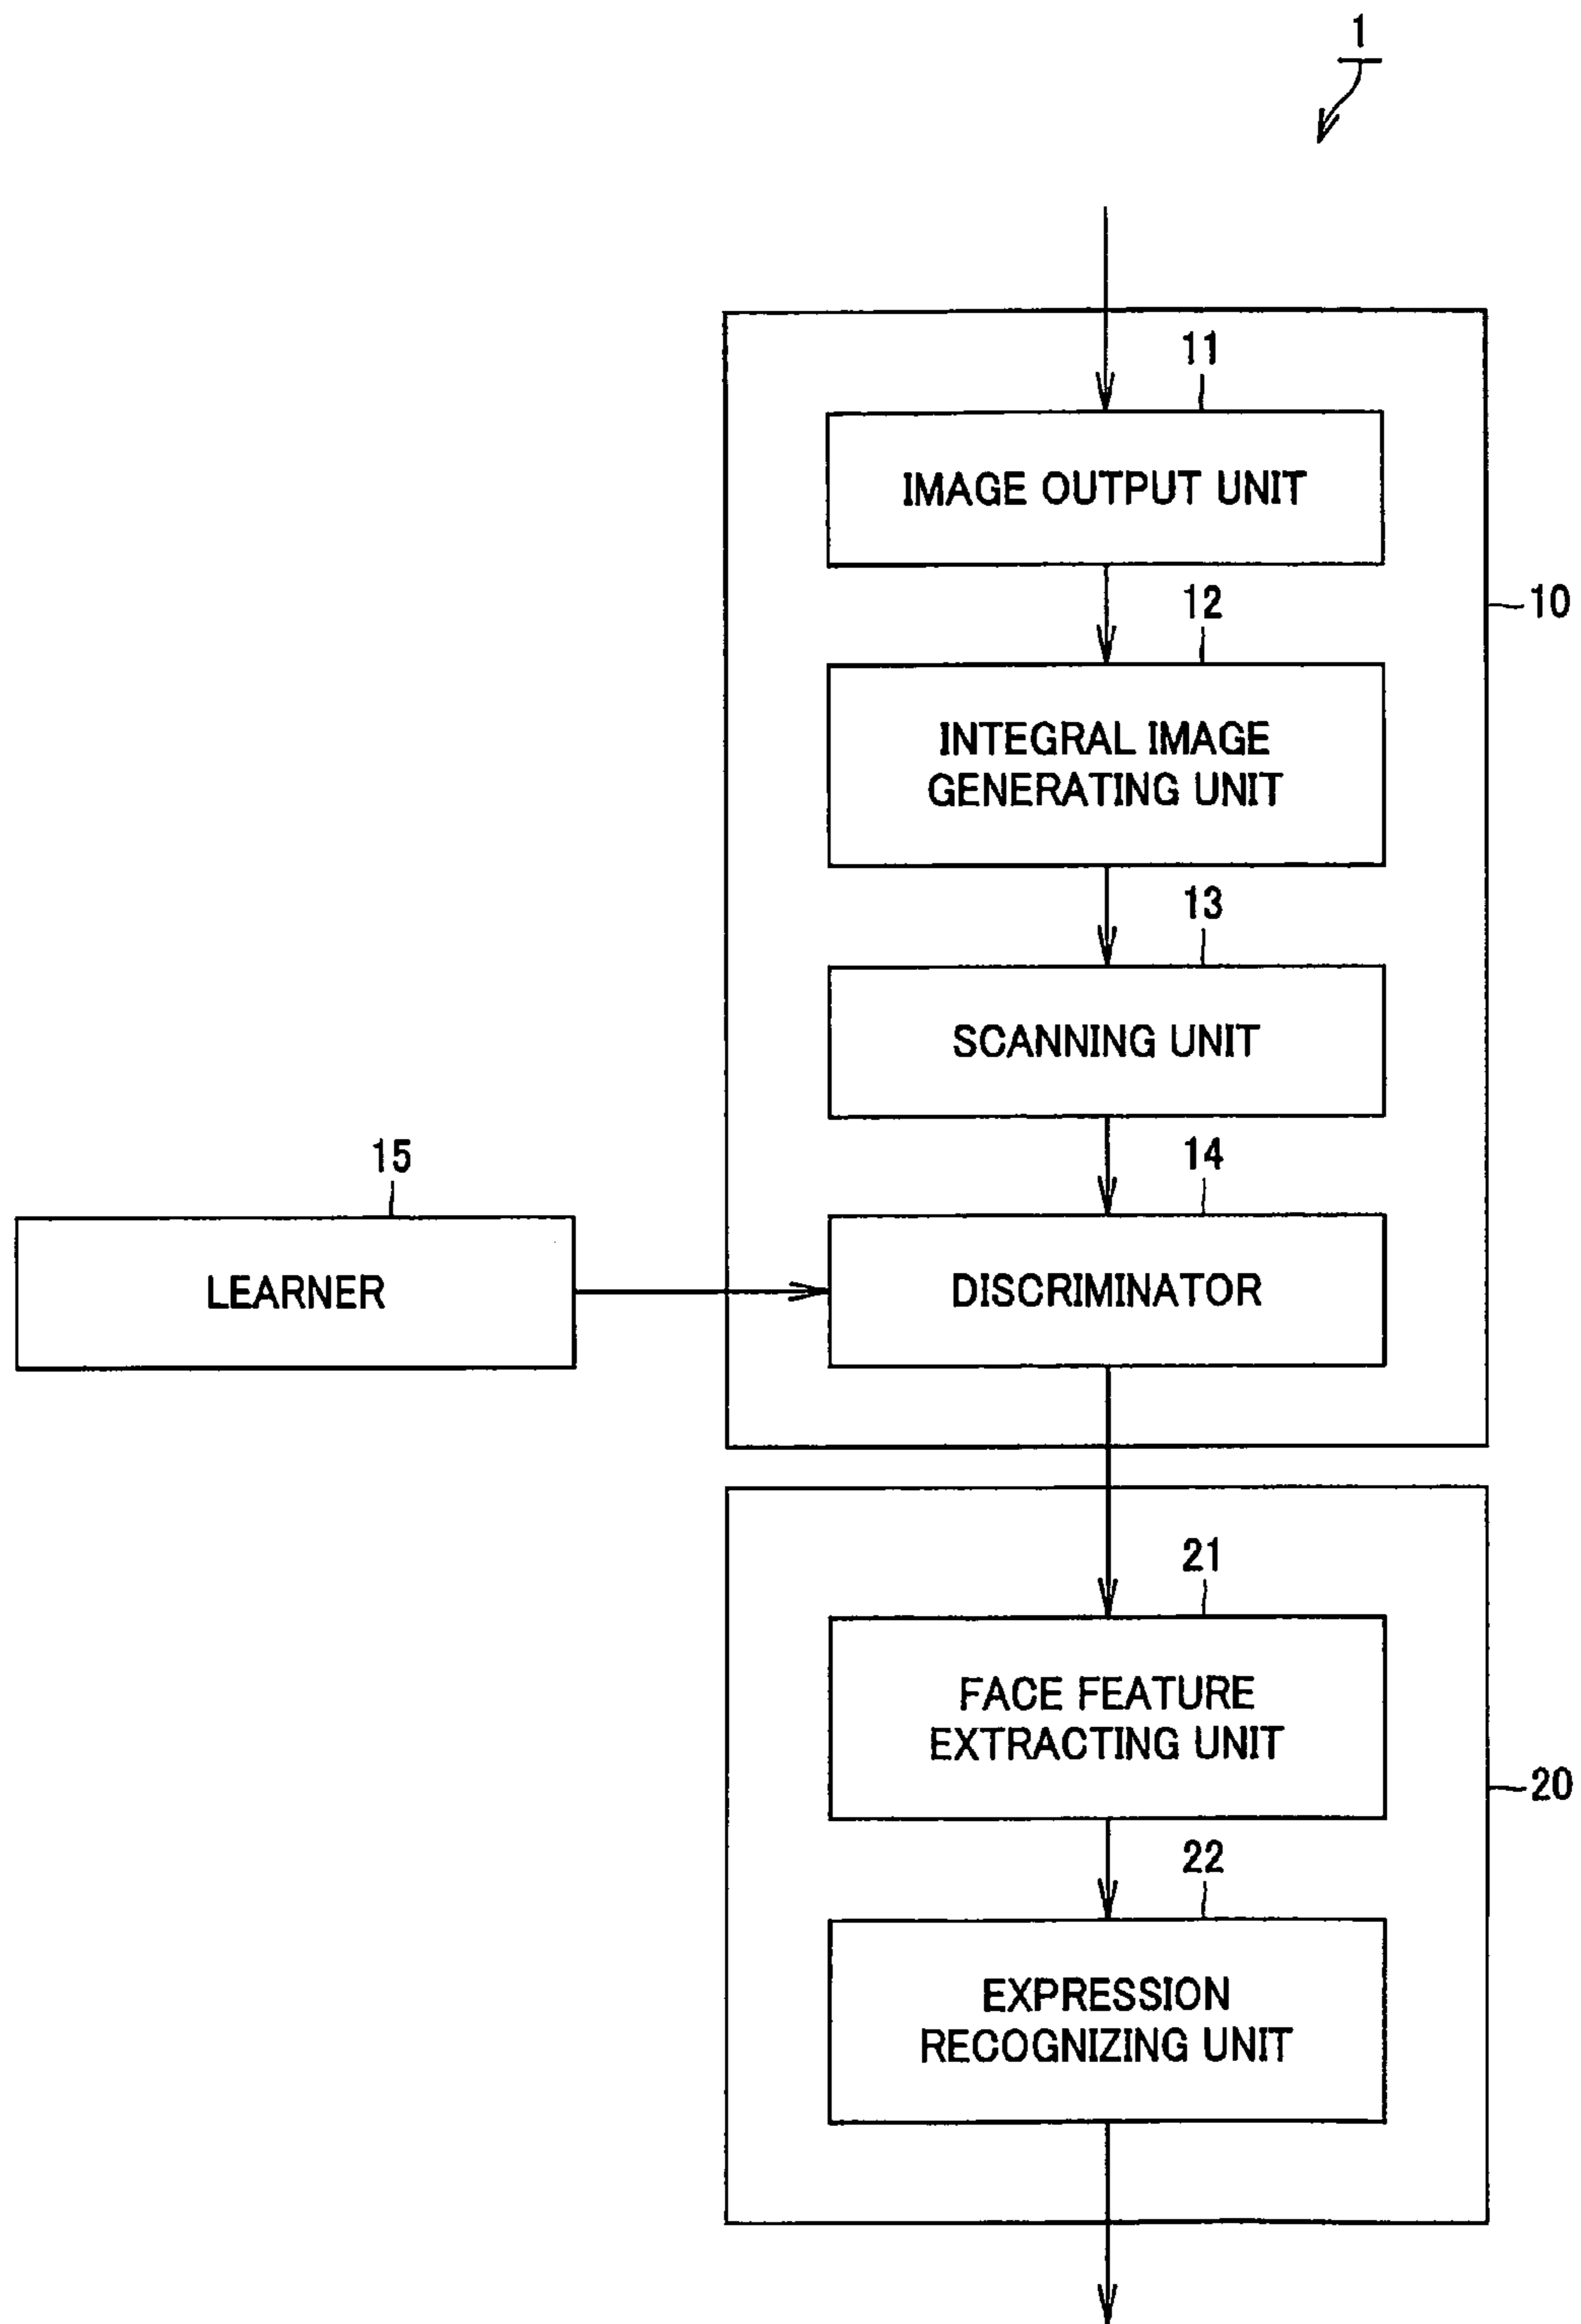 1
11
IMAGE OUTPUT UNIT
10
12
INTEGRAL IMAGE
GENERATING UNIT
13
SCANNING UNIT
15
14
LEARNER
DISCRIMINATOR
21
FACE FEATURE
EXTRACTING UNIT
20
22
EXPRESSION
RECOGNIZING UNIT